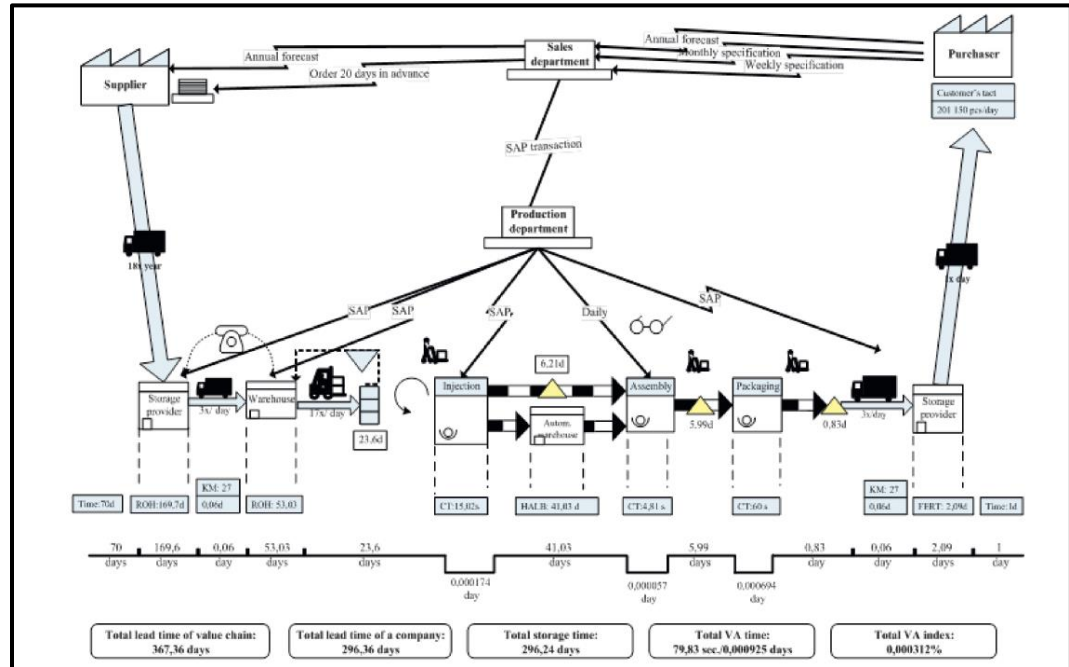 Supplier
Annual forecast
Order 20 days in advance
Sales
department
Annual forecast
Monthly specification
Weekly specification
Purchaser
Customer's tact
201 150 pcs/day
SAP transaction
Production
department
18x year
1x day
SAP
SAP
SAP
Daily
SAP
Storage
provider
3x/ day
Warehouse
17x/ day
23,6d
Injection
6,21d
Autom.
warehouse
Assembly
5,99d
Packaging
0,83d
3x/day
Storage
provider
Time:70d
ROH:169,7d
KM: 27
0,06d
ROH: 53,03
CT:15,02s
HALB: 41,03 d
CT:4,81 s
CT:60 s
KM: 27
0,06d
FERT: 2,09d
Time:1d
70
days
169,6
days
0,06
days
53,03
days
23,6
days
0,000174
day
41,03
days
0,000057
day
5,99
days
0,000694
day
0,83
days
0,06
days
2,09
days
1
day
Total lead time of value chain:
367,36 days
Total lead time of a company:
296,36 days
Total storage time:
296,24 days
Total VA time:
79,83 sec./0,000925 days
Total VA index:
0,000312%